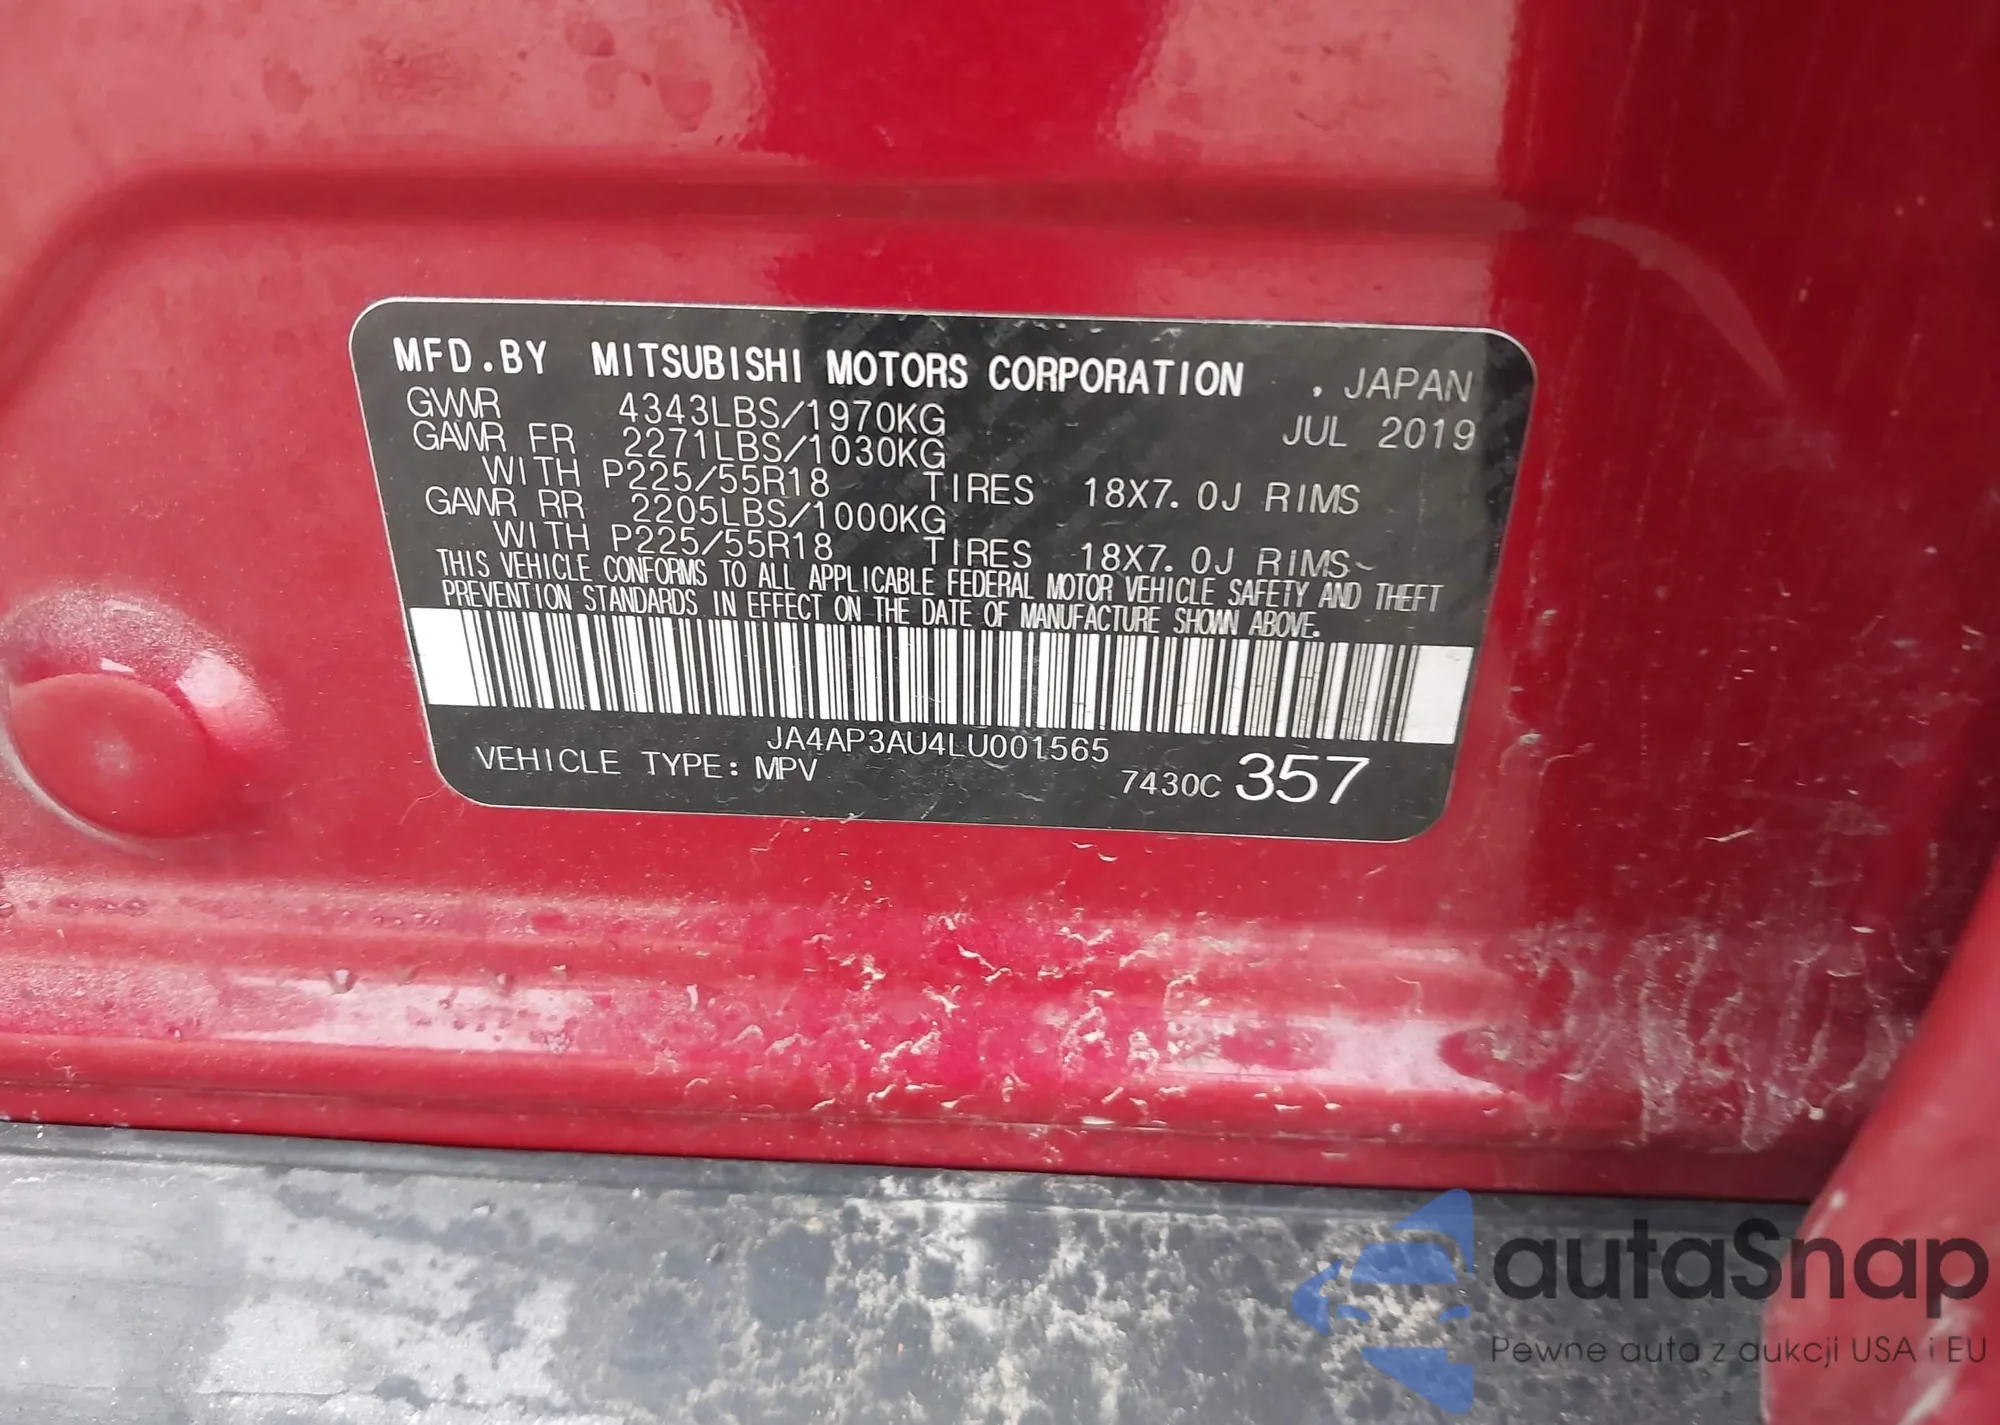 MFD.BY MITSUBISHI MOTORS CORPORATION , JAPAN
GVWR 4343LBS/1970KG JUL 2019
GAWR FR 2271LBS/1030KG
WITH P225/55R18 TIRES 18X7.0J RIMS
GAWR RR 2205LBS/1000KG
WITH P225/55R18 TIRES 18X7.0J RIMS
THIS VEHICLE CONFORMS TO ALL APPLICABLE FEDERAL MOTOR VEHICLE SAFETY AND THEFT
PREVENTION STANDARDS IN EFFECT ON THE DATE OF MANUFACTURE SHOWN ABOVE.
JA4AP3AU4LU001565
VEHICLE TYPE: MPV 7430C 357
autaSnap
Pewne auta z aukcji USA i EU